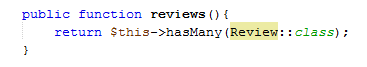 public function reviews(){
    return $this->hasMany(Review::class);
}